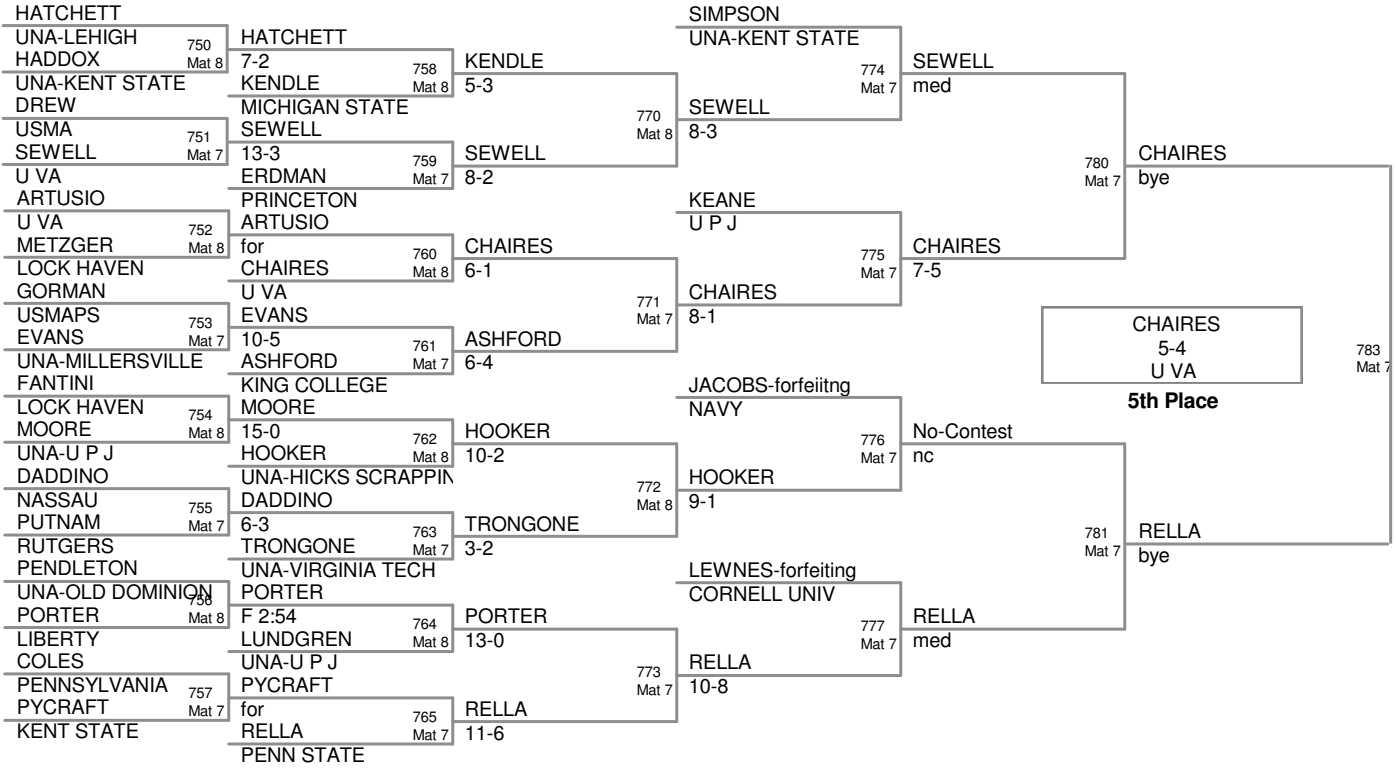 HATCHETT
UNA-LEHIGH
HADDOX
UNA-KENT STATE
750
Mat 8
DREW
USMA
SEWELL
U VA
751
Mat 7
ARTUSIO
U VA
METZGER
LOCK HAVEN
752
Mat 8
GORMAN
USMAPS
EVANS
UNA-MILLERSVILLE
753
Mat 7
FANTINI
LOCK HAVEN
MOORE
UNA-U P J
754
Mat 8
DADDINO
NASSAU
PUTNAM
RUTGERS
755
Mat 7
PENDLETON
UNA-OLD DOMINION
PORTER
LIBERTY
756
Mat 8
COLES
PENNSYLVANIA
PYCRAFT
KENT STATE
757
Mat 7
HATCHETT
7-2
KENDLE
MICHIGAN STATE
758
Mat 8
SEWELL
13-3
ERDMAN
PRINCETON
759
Mat 7
ARTUSIO
for
CHAIRES
U VA
760
Mat 8
EVANS
10-5
ASHFORD
KING COLLEGE
761
Mat 7
MOORE
15-0
HOOKER
UNA-HICKS SCRAPPIN
762
Mat 8
DADDINO
6-3
TRONGONE
UNA-VIRGINIA TECH
763
Mat 7
PORTER
F 2:54
LUNDGREN
UNA-U P J
764
Mat 8
PYCRAFT
for
RELLA
PENN STATE
765
Mat 7
KENDLE
5-3
SEWELL
8-2
770
Mat 8
CHAIRES
6-1
ASHFORD
6-4
771
Mat 7
HOOKER
10-2
TRONGONE
3-2
772
Mat 8
PORTER
13-0
RELLA
11-6
773
Mat 7
SIMPSON
UNA-KENT STATE
SEWELL
8-3
774
Mat 7
KEANE
U P J
CHAIRES
8-1
775
Mat 7
JACOBS-forfeiitng
NAVY
HOOKER
9-1
776
Mat 7
LEWNES-forfeiting
CORNELL UNIV
RELLA
10-8
777
Mat 7
SEWELL
med
CHAIRES
7-5
780
Mat 7
No-Contest
nc
RELLA
med
781
Mat 7
CHAIRES
bye
RELLA
bye
783
Mat 7
CHAIRES
5-4
U VA
5th Place